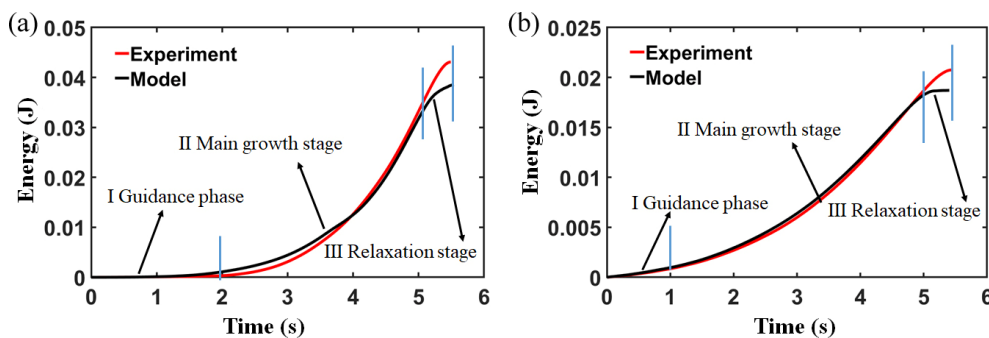 (a)
0.05
0.04
0.03
0.02
0.01
0
Energy (J)
Experiment
Model
II Main growth stage
I Guidance phase
III Relaxation stage
0 1 2 3 4 5 6
Time (s)
(b)
0.025
0.02
0.015
0.01
0.005
0
Energy (J)
Experiment
Model
II Main growth stage
I Guidance phase
III Relaxation stage
0 1 2 3 4 5 6
Time (s)